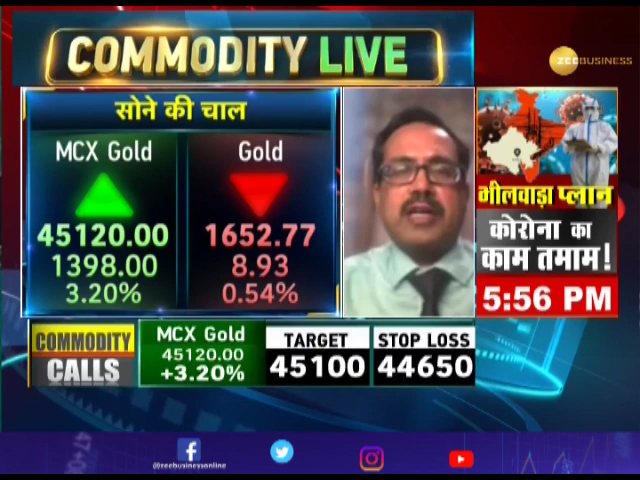 COMMODITY LIVE
ZEEBUSINESS
सोने की चाल
MCX Gold
45120.00
1398.00
3.20%
Gold
1652.77
8.93
0.54%
भीलवाड़ा प्लान
कोरोना का
काम तमाम!
5:56 PM
COMMODITY
CALLS
MCX Gold
45120.00
+3.20%
TARGET
45100
STOP LOSS
44650
@zeebusinessonline